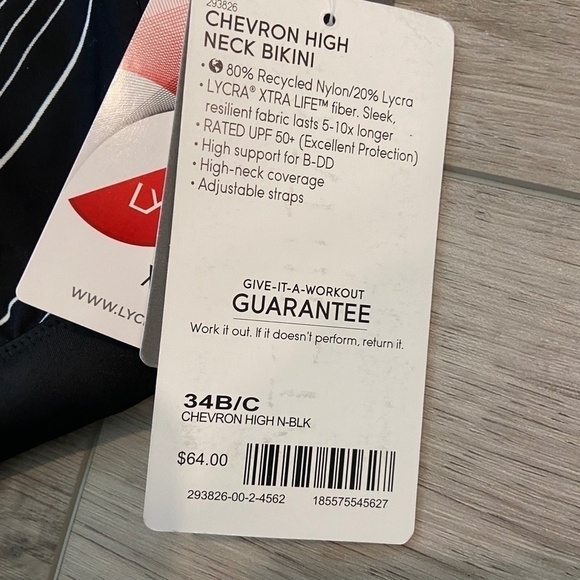 293826
CHEVRON HIGH
NECK BIKINI
• 80% Recycled Nylon/20% Lycra
• LYCRA® XTRA LIFE™ fiber. Sleek,
resilient fabric lasts 5-10x longer
• RATED UPF 50+ (Excellent Protection)
• High support for B-DD
• High-neck coverage
• Adjustable straps
GIVE-IT-A-WORKOUT
GUARANTEE
Work it out. If it doesn't perform, return it.
34B/C
CHEVRON HIGH N-BLK
$64.00
293826-00-2-4562
185575545627
LY
WWW.LYC